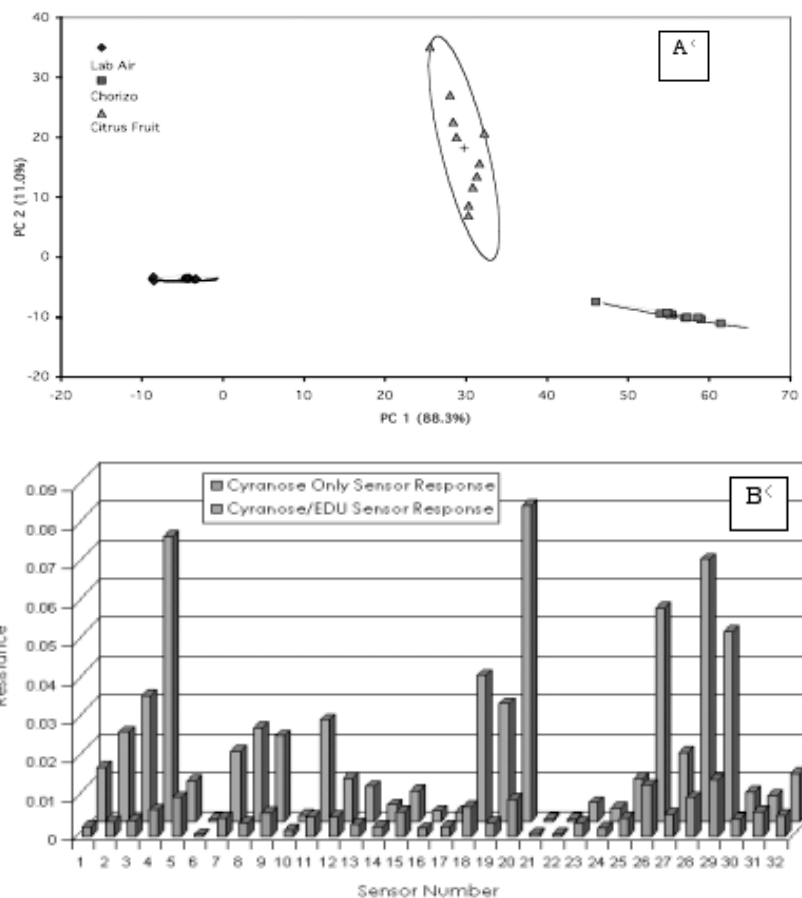 40
A
Lab Air
30
Chorizo
Citrus Fruit
20
10
0
-10
-20
PC 2 (11.0%)
-20 -10 0 10 20 30 40 50 60 70
PC 1 (88.3%)
B
Cyranose Only Sensor Response
Cyranose/EDU Sensor Response
0.09
0.08
0.07
0.06
0.05
0.04
0.03
0.02
0.01
0
1 2 3 4 5 6 7 8 9 10 11 12 13 14 15 16 17 18 19 20 21 22 23 24 25 26 27 28 29 30 31 32
Sensor Number